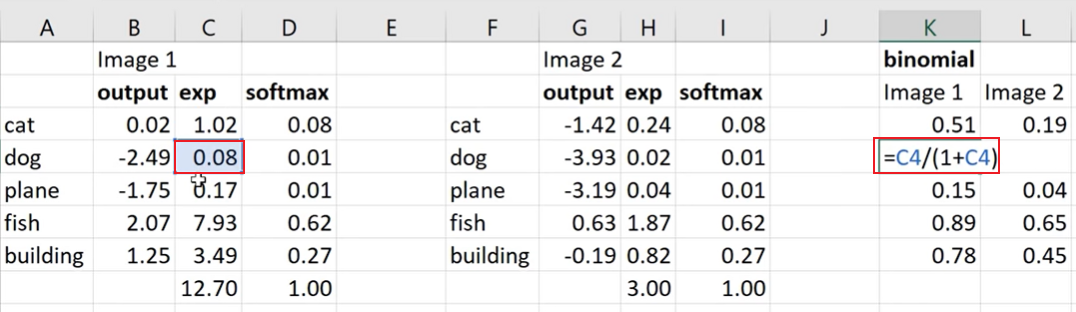 A B C D E F G H I J K L
Image 1 Image 2 binomial
output exp softmax output exp softmax Image 1 Image 2
cat 0.02 1.02 0.08 cat -1.42 0.24 0.08 0.51 0.19
dog -2.49 0.08 0.01 dog -3.93 0.02 0.01 =C4/(1+C4)
plane -1.75 0.17 0.01 plane -3.19 0.04 0.01 0.15 0.04
fish 2.07 7.93 0.62 fish 0.63 1.87 0.62 0.89 0.65
building 1.25 3.49 0.27 building -0.19 0.82 0.27 0.78 0.45
12.70 1.00 3.00 1.00